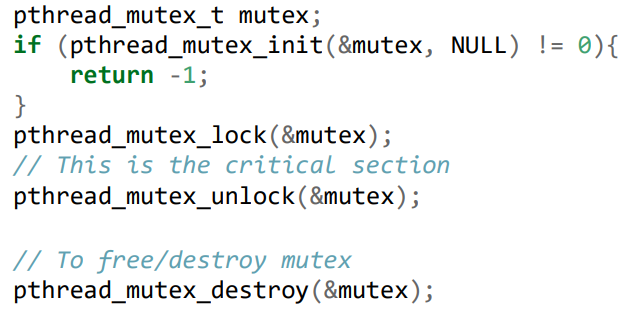 pthread_mutex_t mutex;
if (pthread_mutex_init(&mutex, NULL) != 0){
    return -1;
}
pthread_mutex_lock(&mutex);
// This is the critical section
pthread_mutex_unlock(&mutex);

// To free/destroy mutex
pthread_mutex_destroy(&mutex);